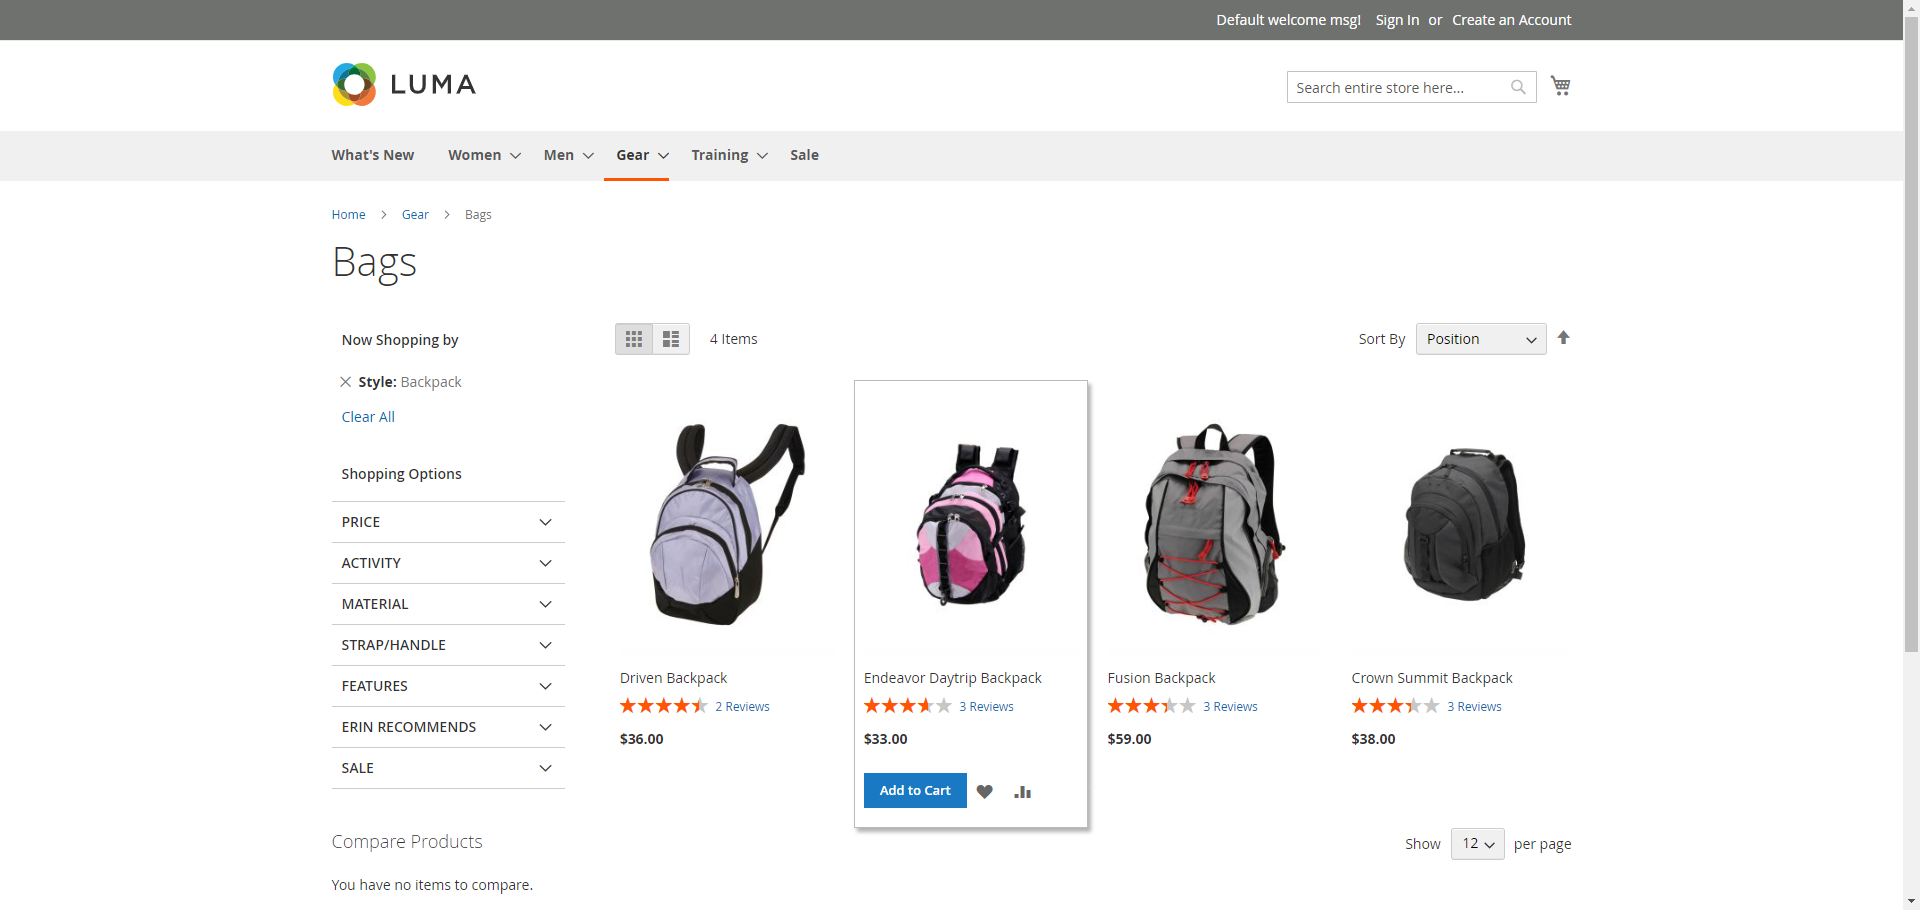 Default welcome msg! Sign In or Create an Account
LUMA
Search entire store here...
What's New Women Men Gear Training Sale
Home Gear Bags
Bags
Now Shopping by
Style: Backpack
Clear All
Shopping Options
PRICE
ACTIVITY
MATERIAL
STRAP/HANDLE
FEATURES
ERIN RECOMMENDS
SALE
Compare Products
You have no items to compare.
4 Items
Sort By Position
Driven Backpack
2 Reviews
$36.00
Endeavor Daytrip Backpack
3 Reviews
$33.00
Add to Cart
Fusion Backpack
3 Reviews
$59.00
Crown Summit Backpack
3 Reviews
$38.00
Show 12 per page